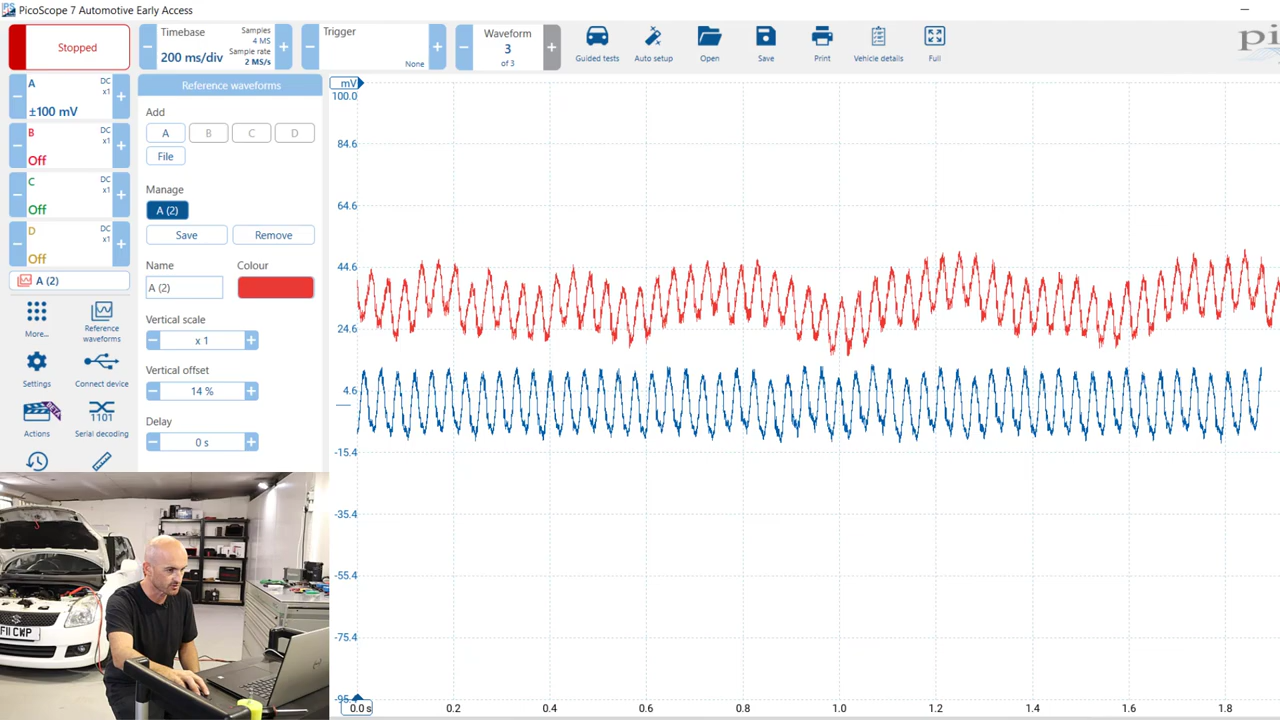 PicoScope 7 Automotive Early Access
Stopped
Timebase
200 ms/div
Samples
4 MS
Sample rate
2 MS/s
Trigger
None
Waveform
3
of 3
Guided tests
Auto setup
Open
Save
Print
Vehicle details
Full
pi
A
DC
x1
±100 mV
B
DC
x1
Off
C
DC
x1
Off
D
DC
x1
Off
A (2)
More...
Reference
waveforms
Settings
Connect device
BETA
Actions
1101
Serial decoding
Reference waveforms
Add
A
B
C
D
File
Manage
A (2)
Save
Remove
Name
Colour
A (2)
Vertical scale
x 1
Vertical offset
14 %
Delay
0 s
mV
100.0
84.6
64.6
44.6
24.6
4.6
-15.4
-35.4
-55.4
-75.4
0.0 s
0.2
0.4
0.6
0.8
1.0
1.2
1.4
1.6
1.8